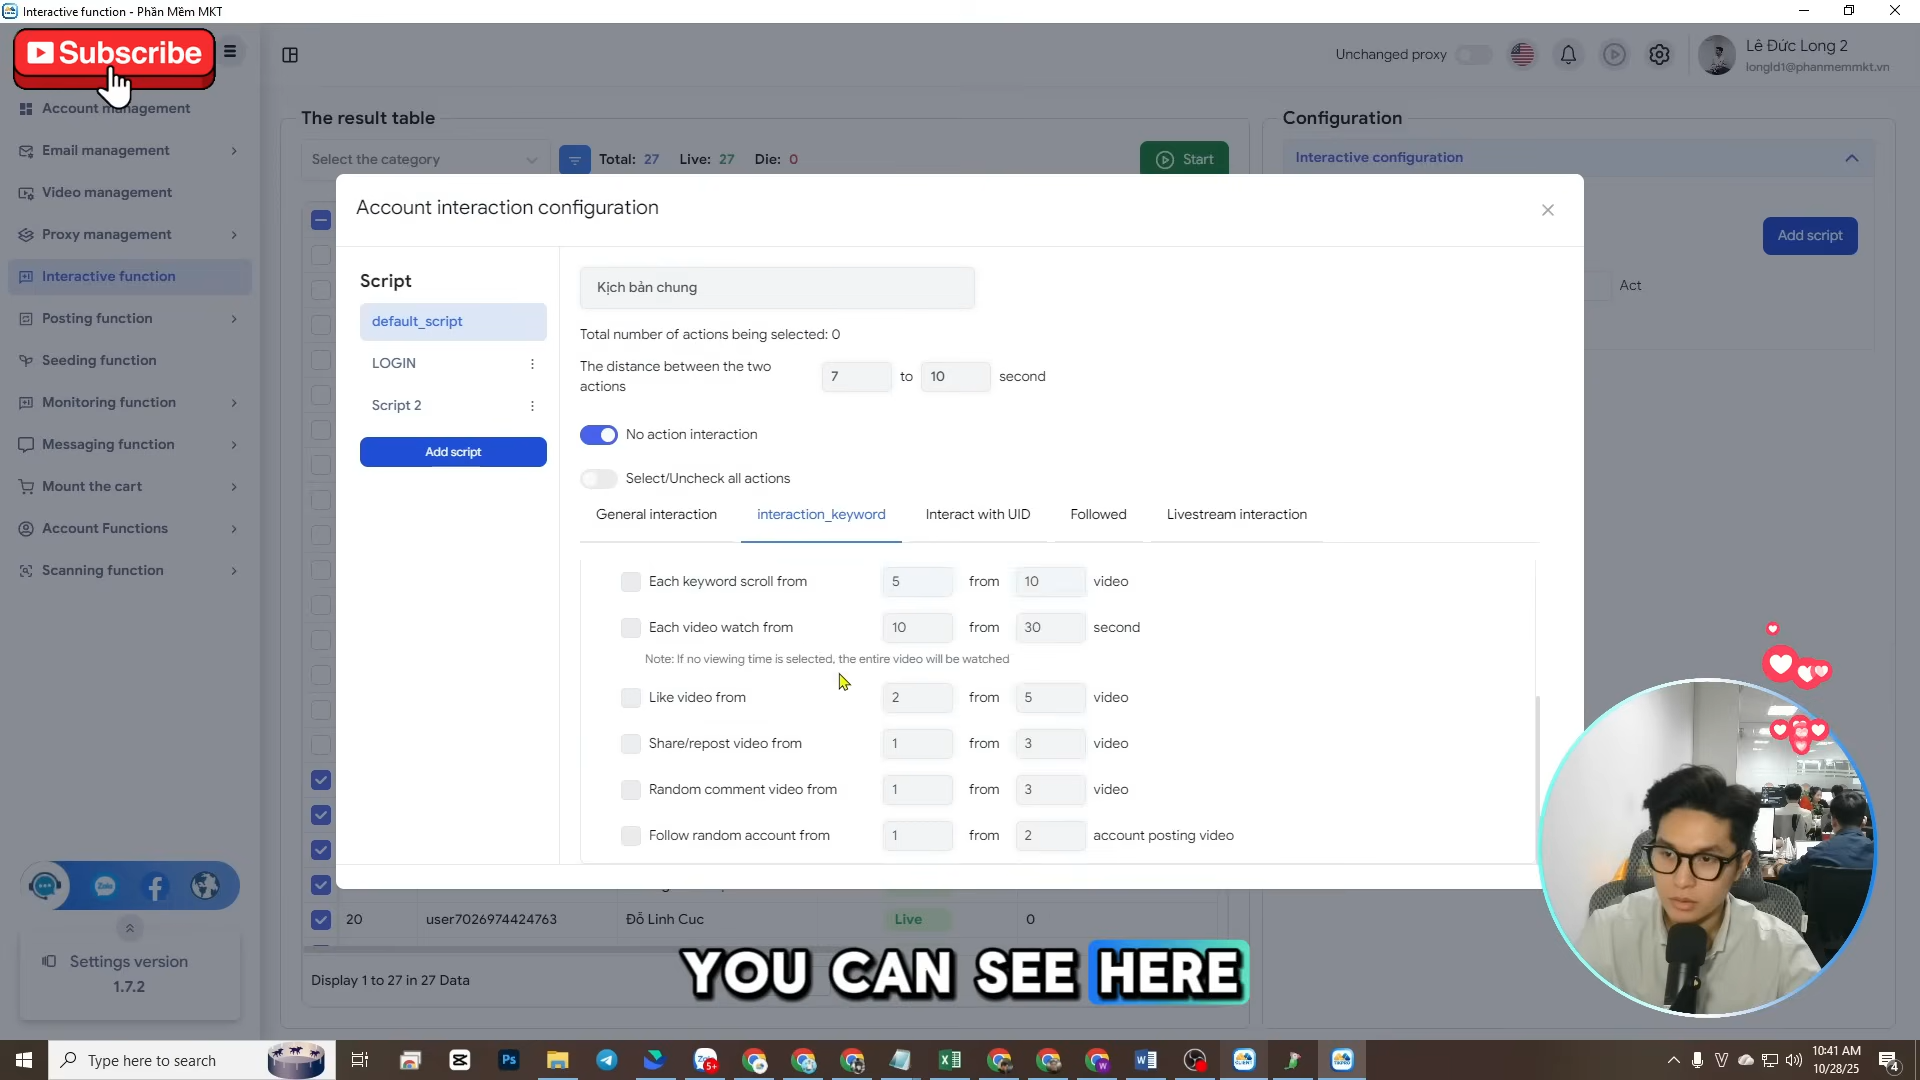 Interactive function - Phần Mềm MKT
Subscribe
Unchanged proxy
Lê Đức Long 2
longld1@phanmemmkt.vn
Account management
Email management
Video management
Proxy management
Interactive function
Posting function
Seeding function
Monitoring function
Messaging function
Mount the cart
Account Functions
Scanning function
Zalo
Settings version
1.7.2
The result table
Select the category
Total: 27 Live: 27 Die: 0
Start
Configuration
Interactive configuration
Add script
Act
Account interaction configuration
Script
default_script
LOGIN
Script 2
Add script
Kịch bản chung
Total number of actions being selected: 0
The distance between the two
actions
7 to 10 second
No action interaction
Select/Uncheck all actions
General interaction interaction_keyword Interact with UID Followed Livestream interaction
Each keyword scroll from 5 from 10 video
Each video watch from 10 from 30 second
Note: If no viewing time is selected, the entire video will be watched
Like video from 2 from 5 video
Share/repost video from 1 from 3 video
Random comment video from 1 from 3 video
Follow random account from 1 from 2 account posting video
20 user7026974424763 Đỗ Linh Cuc Live 0
Display 1 to 27 in 27 Data
YOU CAN SEE HERE
Type here to search
10:41 AM
10/28/25